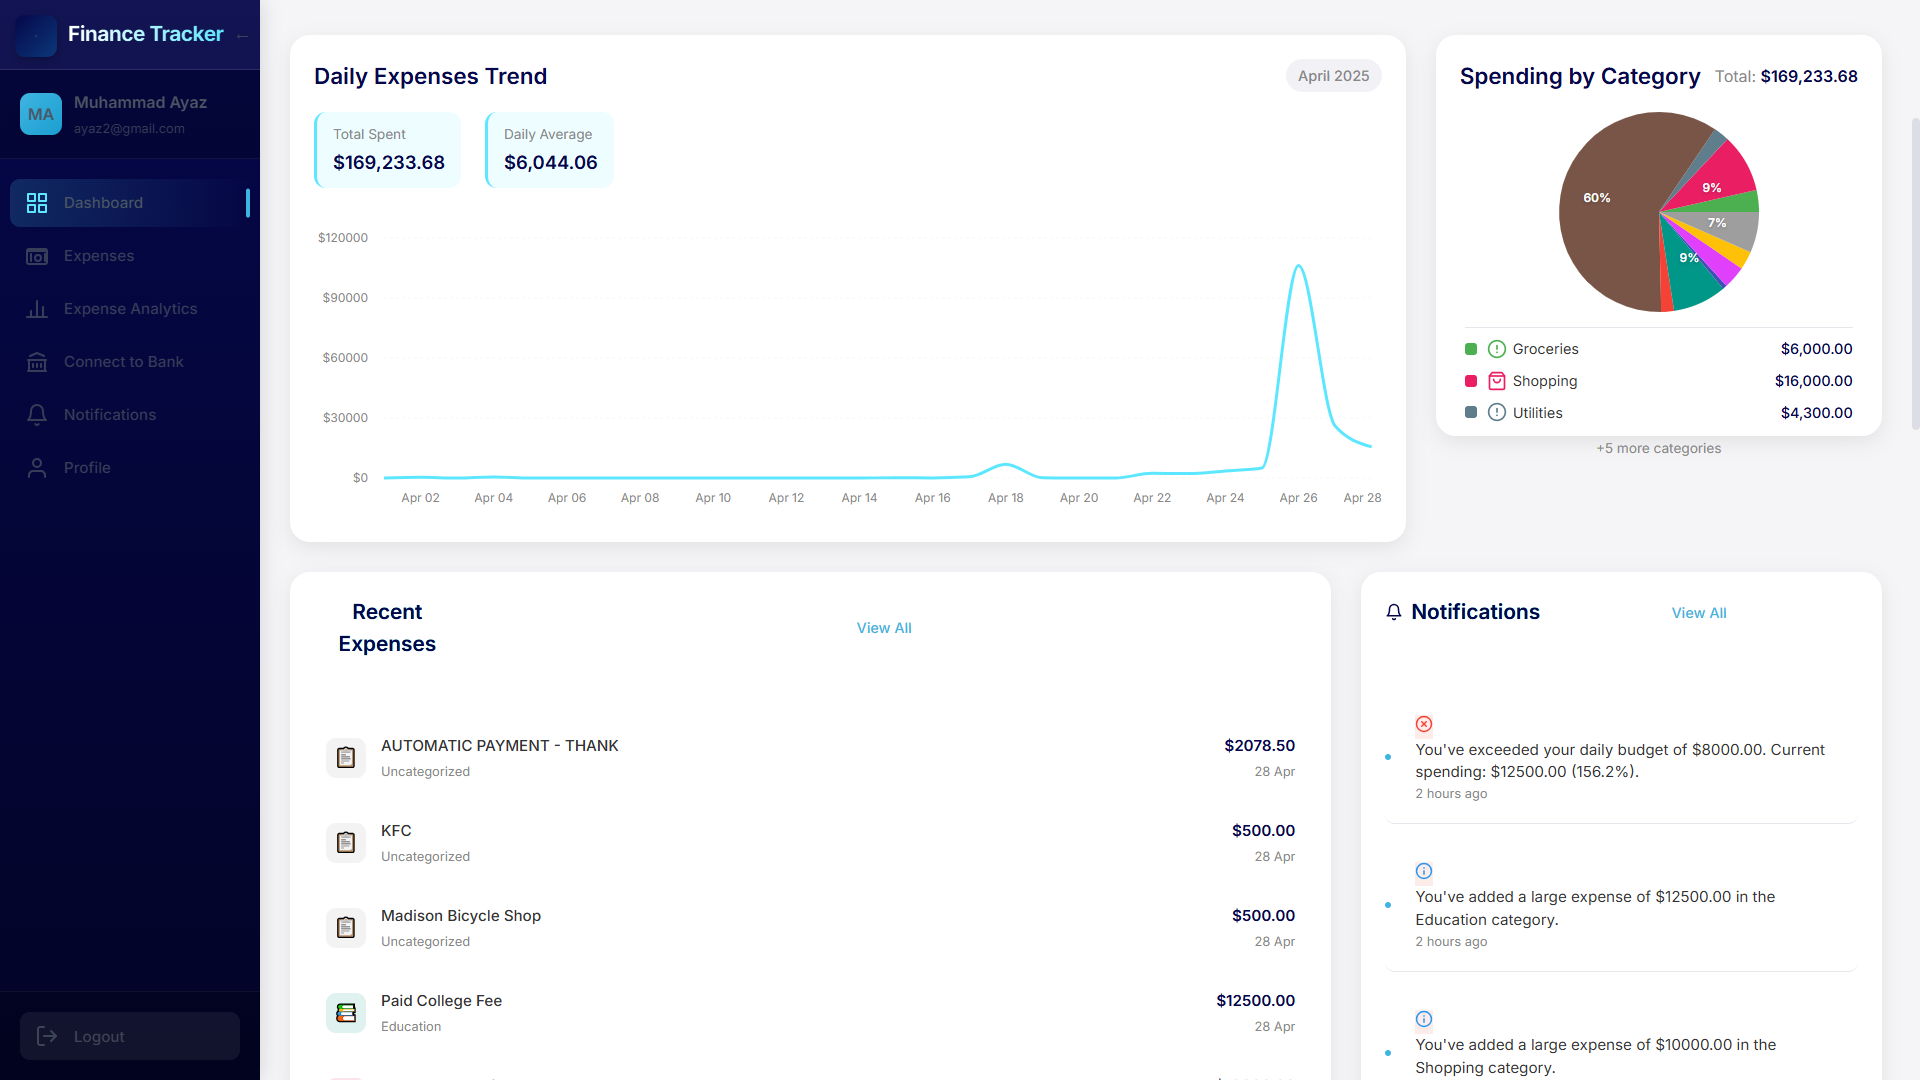 Finance Tracker ←
MA
Muhammad Ayaz
ayaz2@gmail.com
Dashboard
Expenses
Expense Analytics
Connect to Bank
Notifications
Profile
Logout
Daily Expenses Trend
April 2025
Total Spent
$169,233.68
Daily Average
$6,044.06
$120000
$90000
$60000
$30000
$0
Apr 02 Apr 04 Apr 06 Apr 08 Apr 10 Apr 12 Apr 14 Apr 16 Apr 18 Apr 20 Apr 22 Apr 24 Apr 26 Apr 28
Spending by Category Total: $169,233.68
60%
9%
7%
9%
Groceries $6,000.00
Shopping $16,000.00
Utilities $4,300.00
+5 more categories
Recent
Expenses
View All
AUTOMATIC PAYMENT - THANK $2078.50
Uncategorized 28 Apr
KFC $500.00
Uncategorized 28 Apr
Madison Bicycle Shop $500.00
Uncategorized 28 Apr
Paid College Fee $12500.00
Education 28 Apr
Notifications View All
You've exceeded your daily budget of $8000.00. Current
spending: $12500.00 (156.2%).
2 hours ago
You've added a large expense of $12500.00 in the
Education category.
2 hours ago
You've added a large expense of $10000.00 in the
Shopping category.